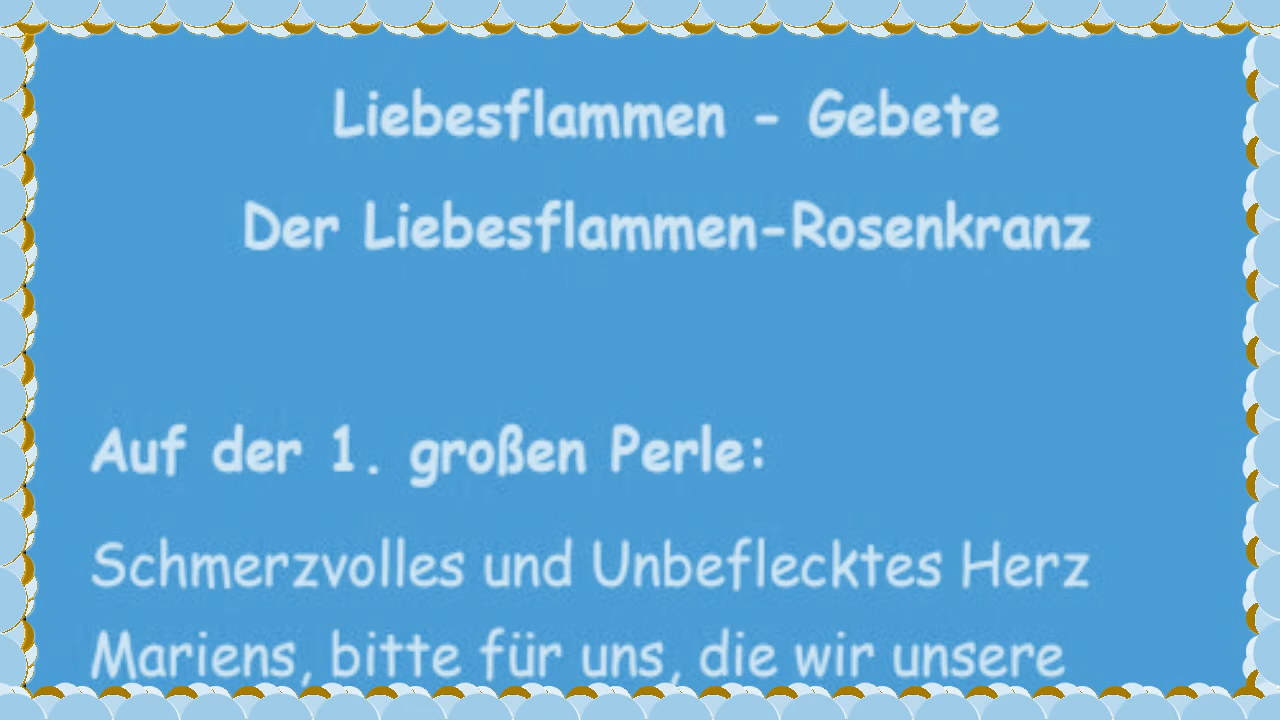 Liebesflammen - Gebete
Der Liebesflammen-Rosenkranz
Auf der 1. großen Perle:
Schmerzvolles und Unbeflecktes Herz
Mariens, bitte für uns, die wir unsere